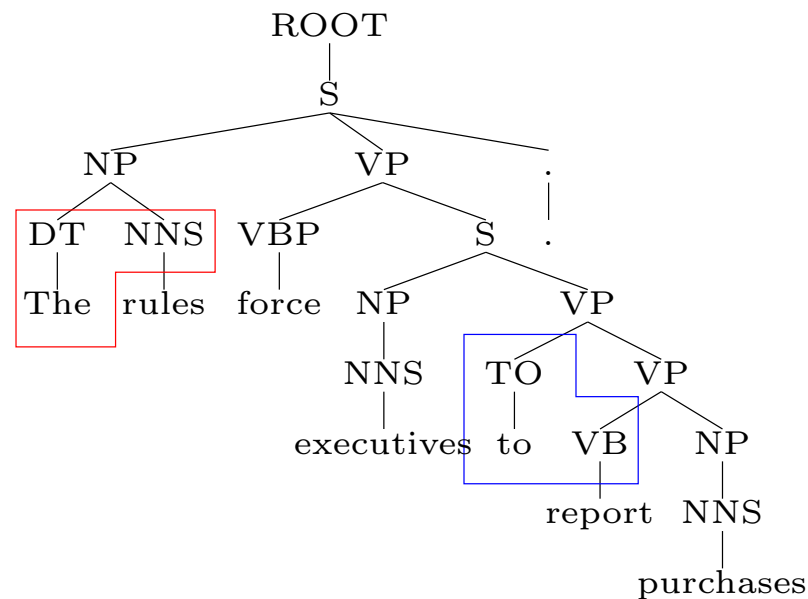 ROOT
S
NP VP .
DT NNS VBP S .
The rules force NP VP
NNS TO VP
executives to VB NP
report NNS
purchases